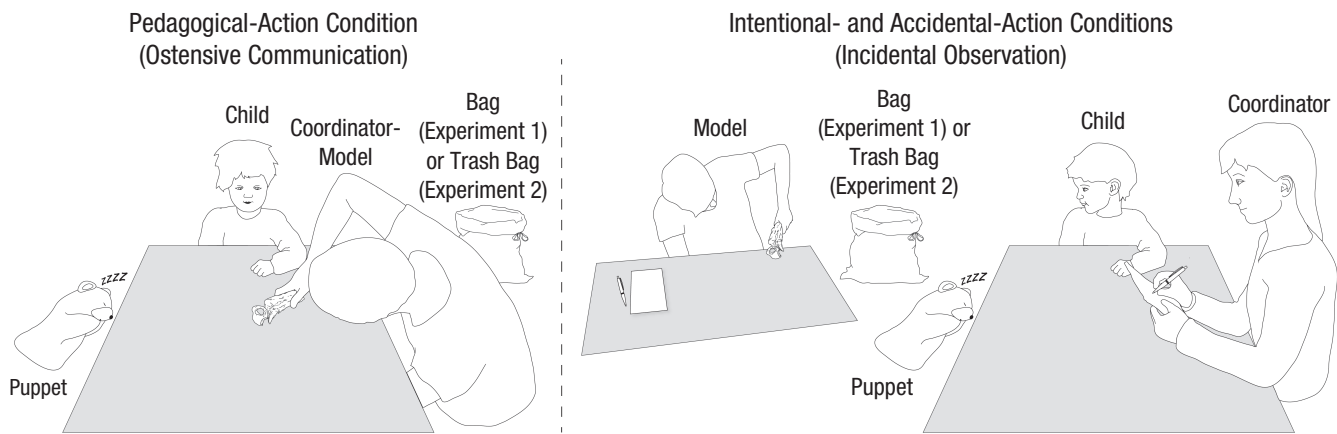 Pedagogical-Action Condition
(Ostensive Communication)
Child
Coordinator-
Model
Bag
(Experiment 1)
or Trash Bag
(Experiment 2)
zzzz
Puppet
Intentional- and Accidental-Action Conditions
(Incidental Observation)
Model
Bag
(Experiment 1) or
Trash Bag
(Experiment 2)
Child
Coordinator
zzzz
Puppet